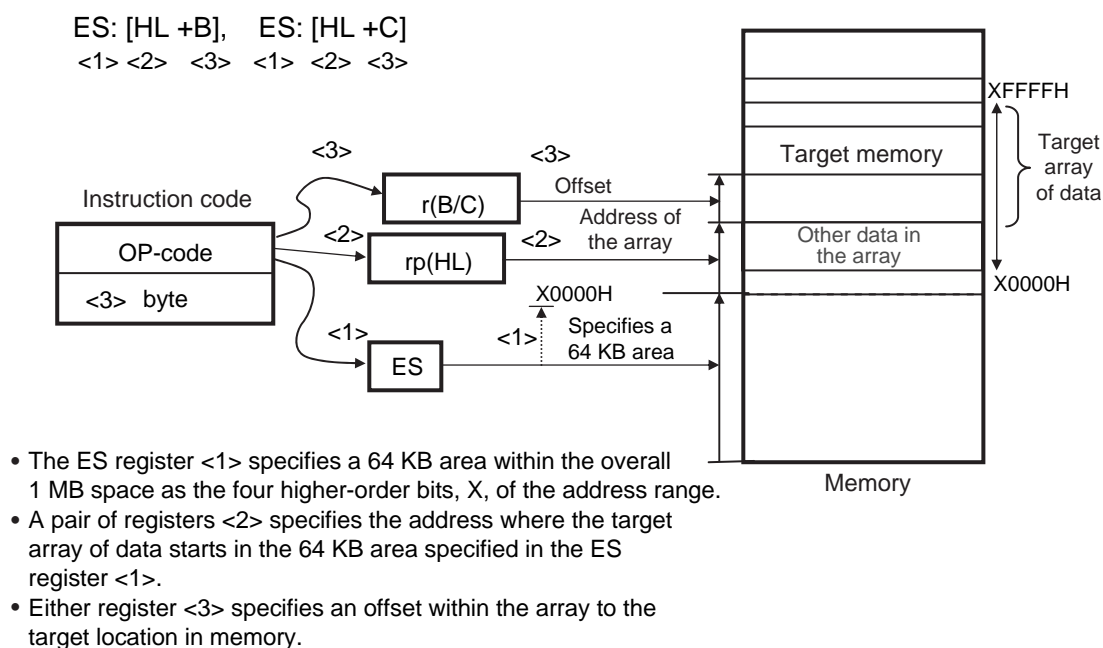 ES: [HL +B], ES: [HL +C]
<1> <2> <3> <1> <2> <3>
XFFFFH
Target
array
of data
Target memory
<3>
<3>
Instruction code
r(B/C)
Offset
OP-code
<2>
<2>
Address of
the array
Other data in
the array
rp(HL)
<3> byte
X0000H
X0000H
<1>
<1>
Specifies a
64 KB area
ES
Memory
• The ES register <1> specifies a 64 KB area within the overall
1 MB space as the four higher-order bits, X, of the address range.
• A pair of registers <2> specifies the address where the target
array of data starts in the 64 KB area specified in the ES
register <1>.
• Either register <3> specifies an offset within the array to the
target location in memory.